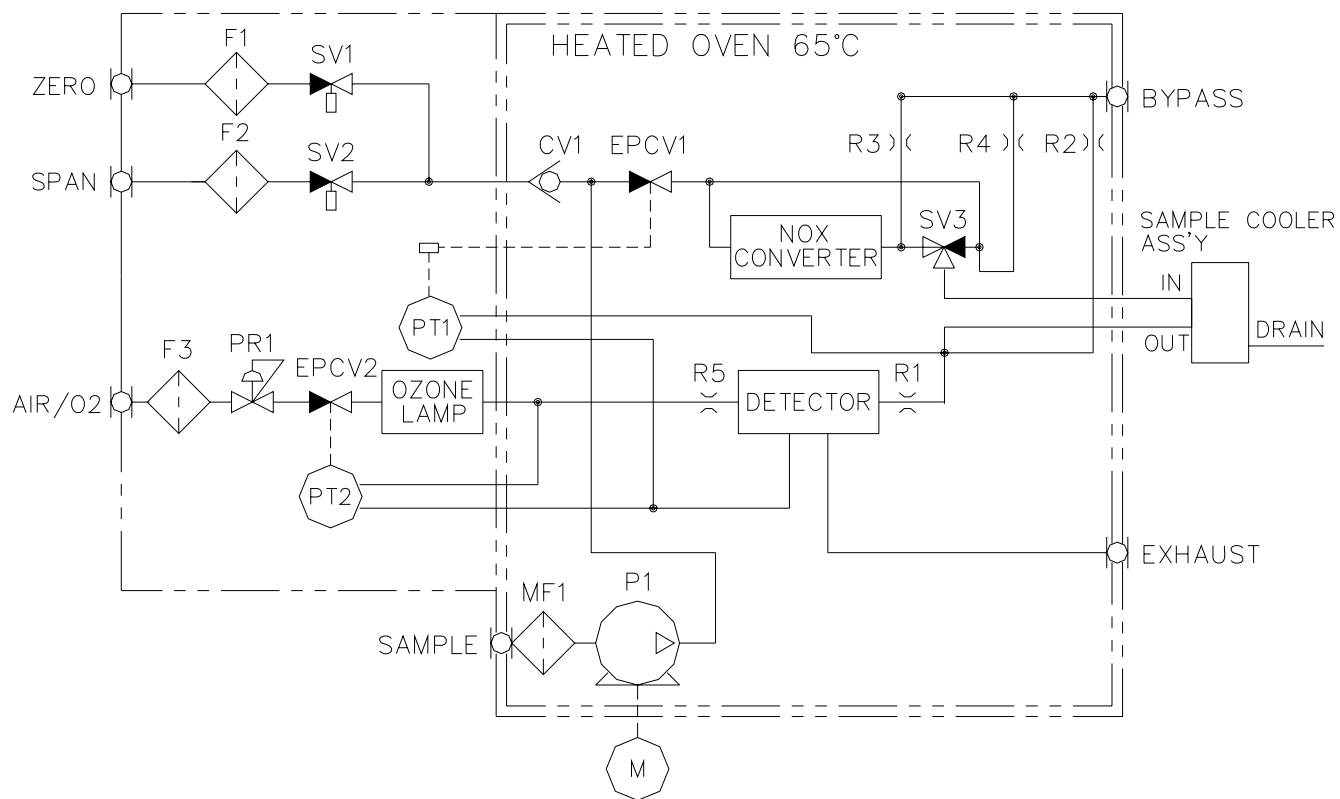 HEATED OVEN 65°C
F1
SV1
ZERO
BYPASS
F2
SV2
CV1
EPCV1
R3
R4
R2
SPAN
SV3
SAMPLE COOLER
ASS'Y
NOX
CONVERTER
IN
PT1
OUT
DRAIN
F3
PR1
EPCV2
R5
R1
AIR/O2
OZONE
LAMP
DETECTOR
PT2
EXHAUST
MF1
P1
SAMPLE
M